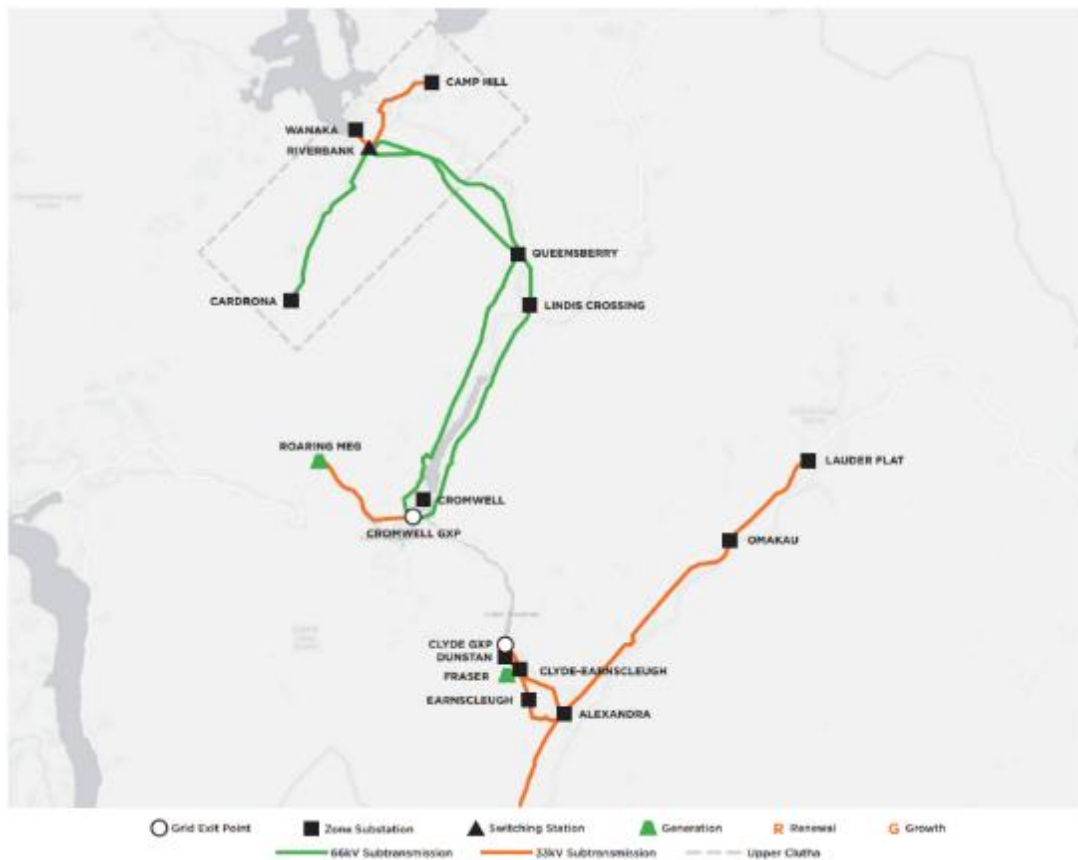 CAMP HILL
WANAKA
RIVERBANK
QUEENSBERRY
CARDRONA
LINDIS CROSSING
ROARING MEG
LAUDER FLAT
CROMWELL
CROMWELL GXP
OMAKAU
CLYDE GXP
DUNSTAN
CLYDE-EARNSCLEUGH
FRASER
EARNSCLEUGH
ALEXANDRA
Grid Exit Point Zone Substation Switching Station Generation R Renewal G Growth
66kV Subtransmission 33kV Subtransmission Upper Clutha